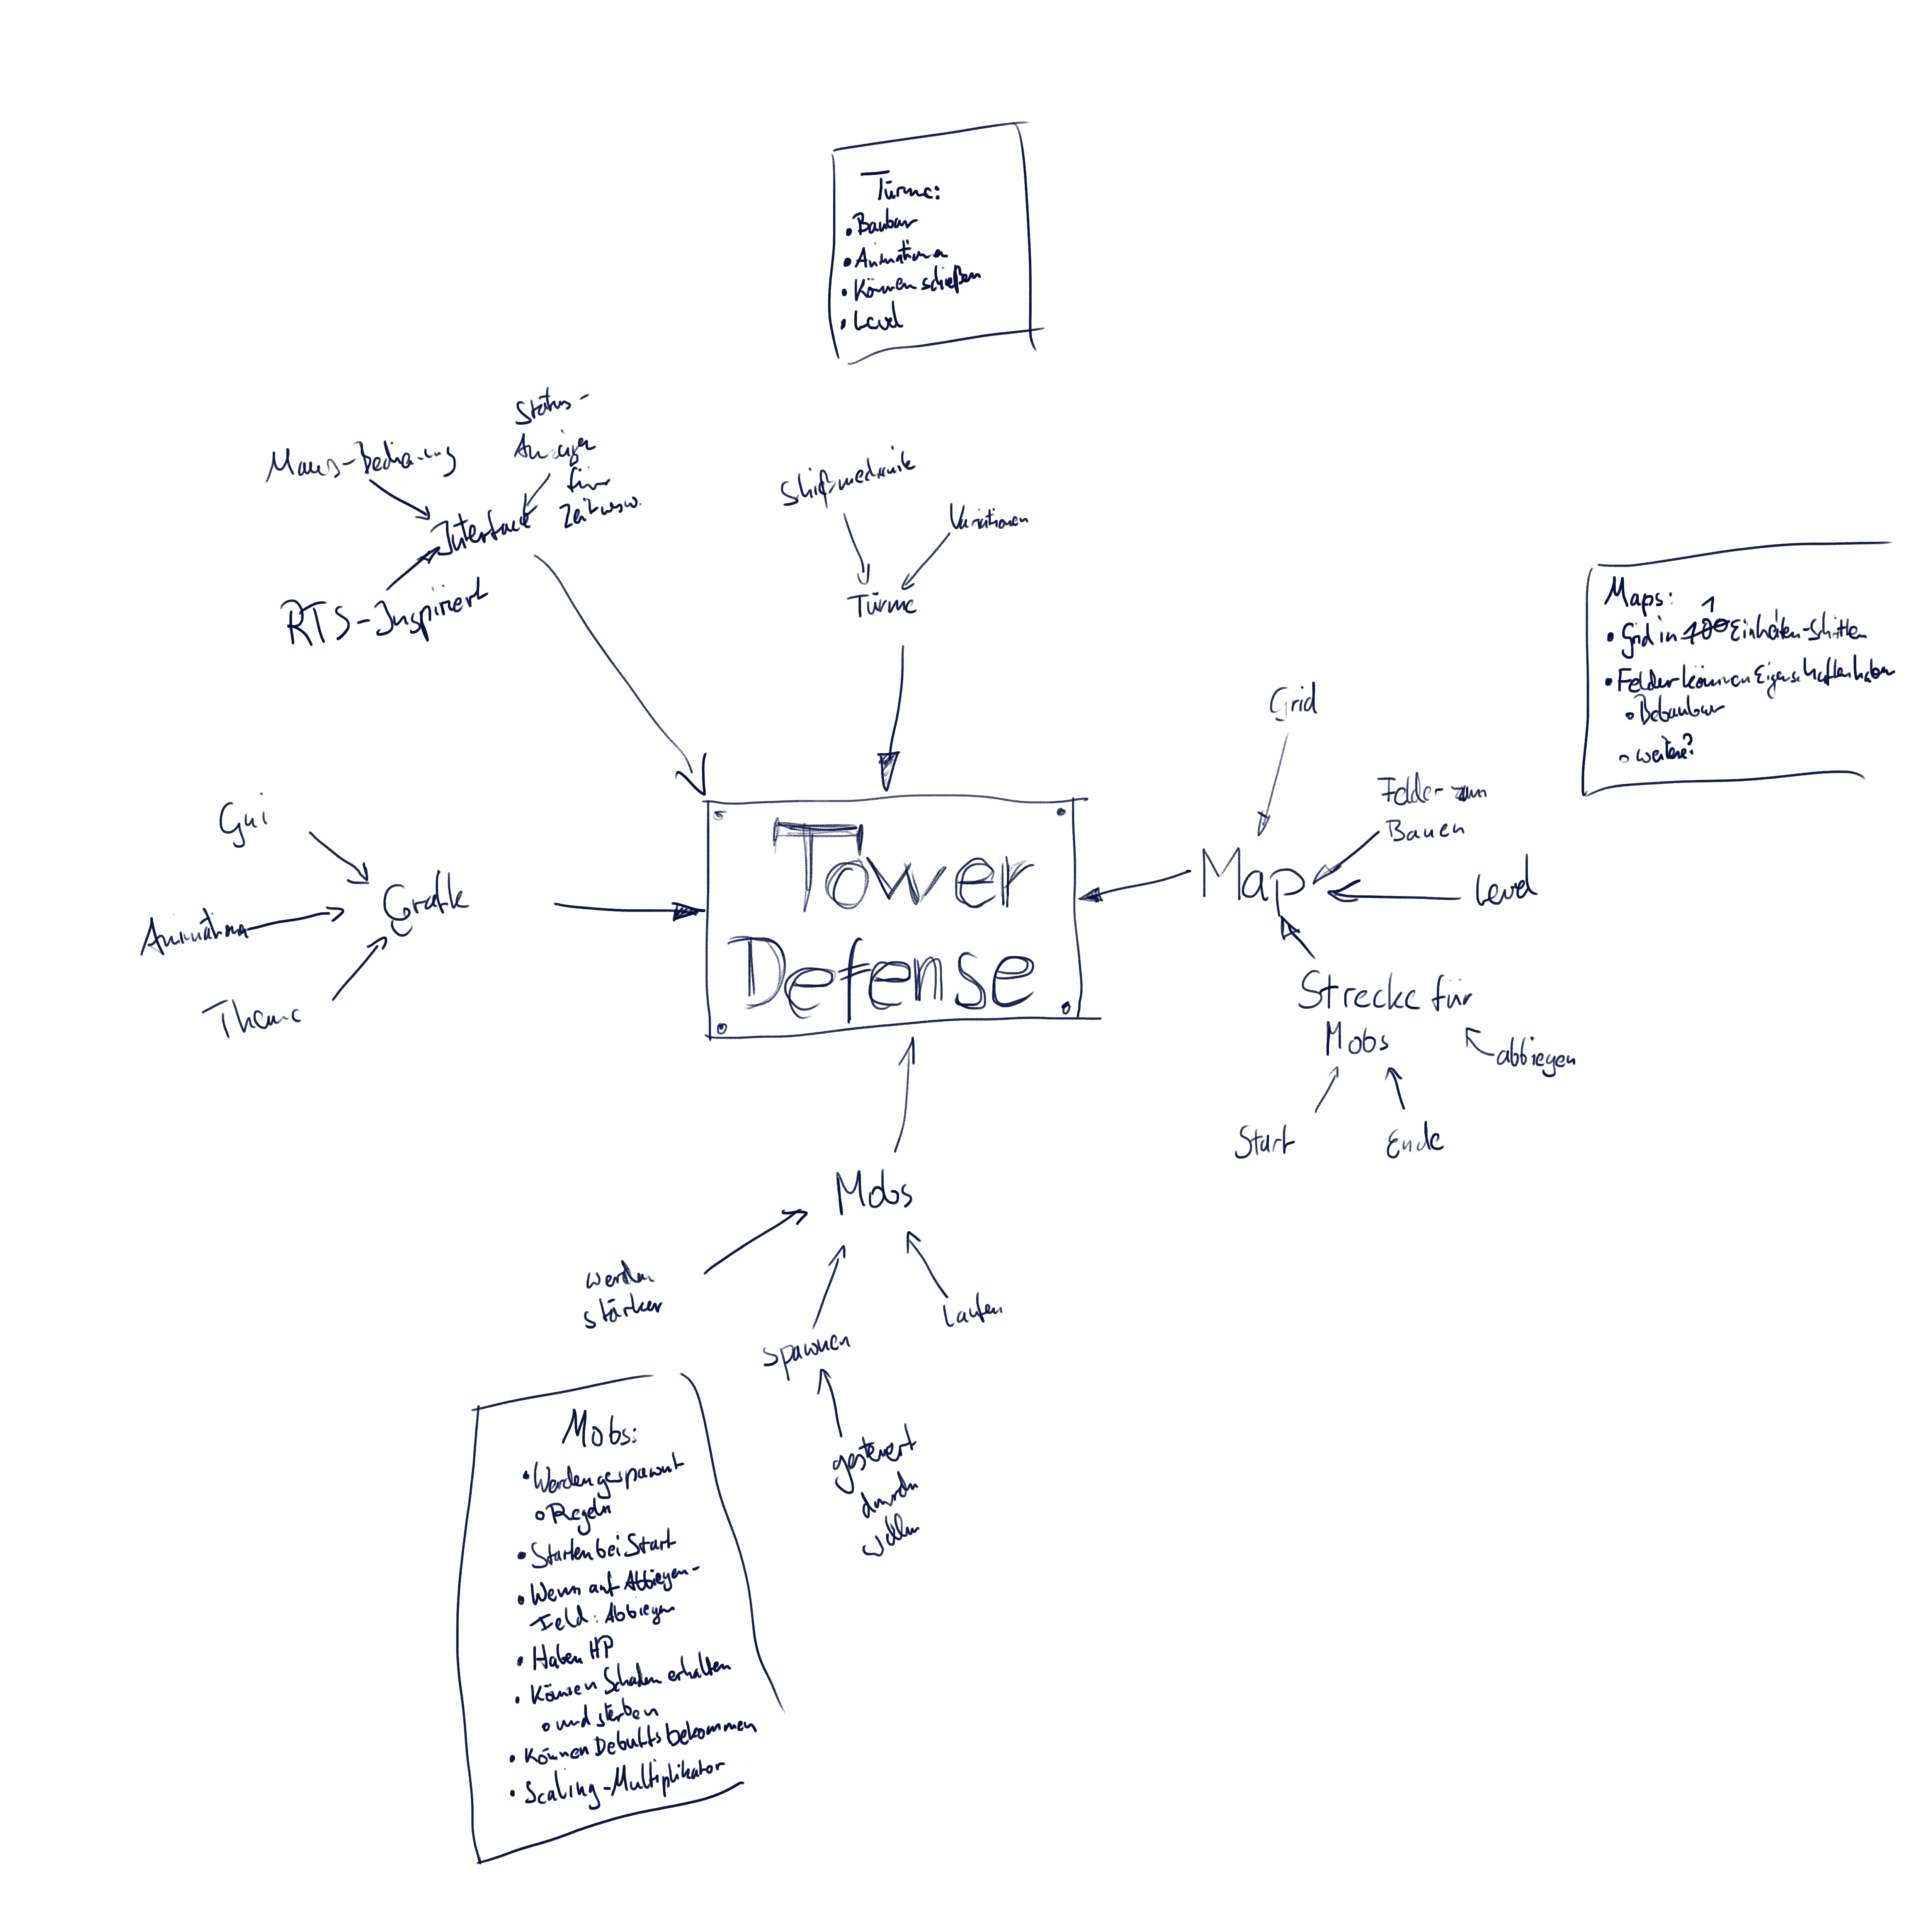 Türme:
• Baubar
• Animationen
• Können schießen
• Level
Status-
Anzeige
für
Zeit usw.
Maus-Bedienung
Interface
RTS-Inspiriert
Variationen
Türme
Maps:
1
• Grid in 100 Einheiten-Schritten
• Felder können Eigenschaften haben
○ Bebaubar
○ weitere?
Grid
Felder zum
Bauen
Map
Level
Strecke für
Mobs
abbiegen
Start
Ende
Gui
Grafik
Animation
Theme
Tower
Defense
Mobs
werden
stärker
Laufen
Spawnen
gesteuert
durch
wellen
Mobs:
• Werden gespawnt
○ Regeln
• Starten bei Start
• Wenn auf Abbiegen-
Feld: Abbiegen
• Haben HP
• Können Schaden erhalten
○ und sterben
• Können Debuffs bekommen
• Scaling-Multiplikator